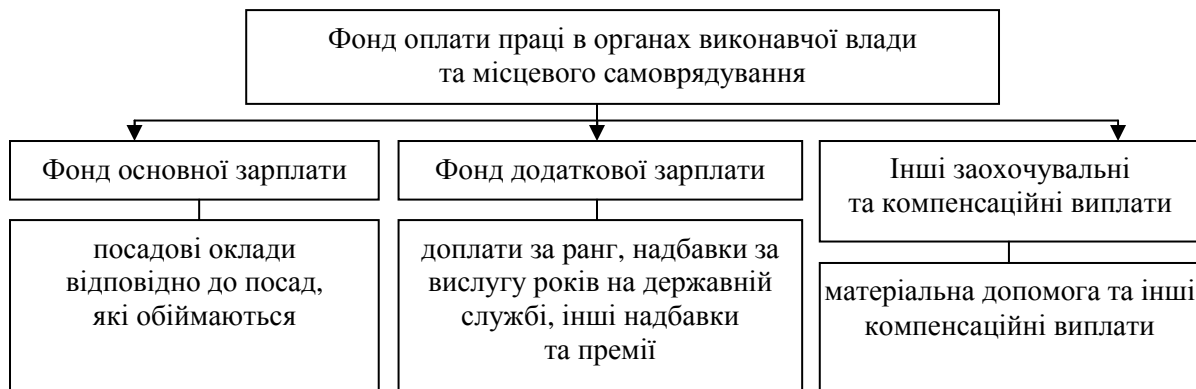 Фонд оплати праці в органах виконавчої влади
та місцевого самоврядування
Фонд основної зарплати
Фонд додаткової зарплати
Інші заохочувальні
та компенсаційні виплати
посадові оклади
відповідно до посад,
які обіймаються
доплати за ранг, надбавки за
вислугу років на державній
службі, інші надбавки
та премії
матеріальна допомога та інші
компенсаційні виплати